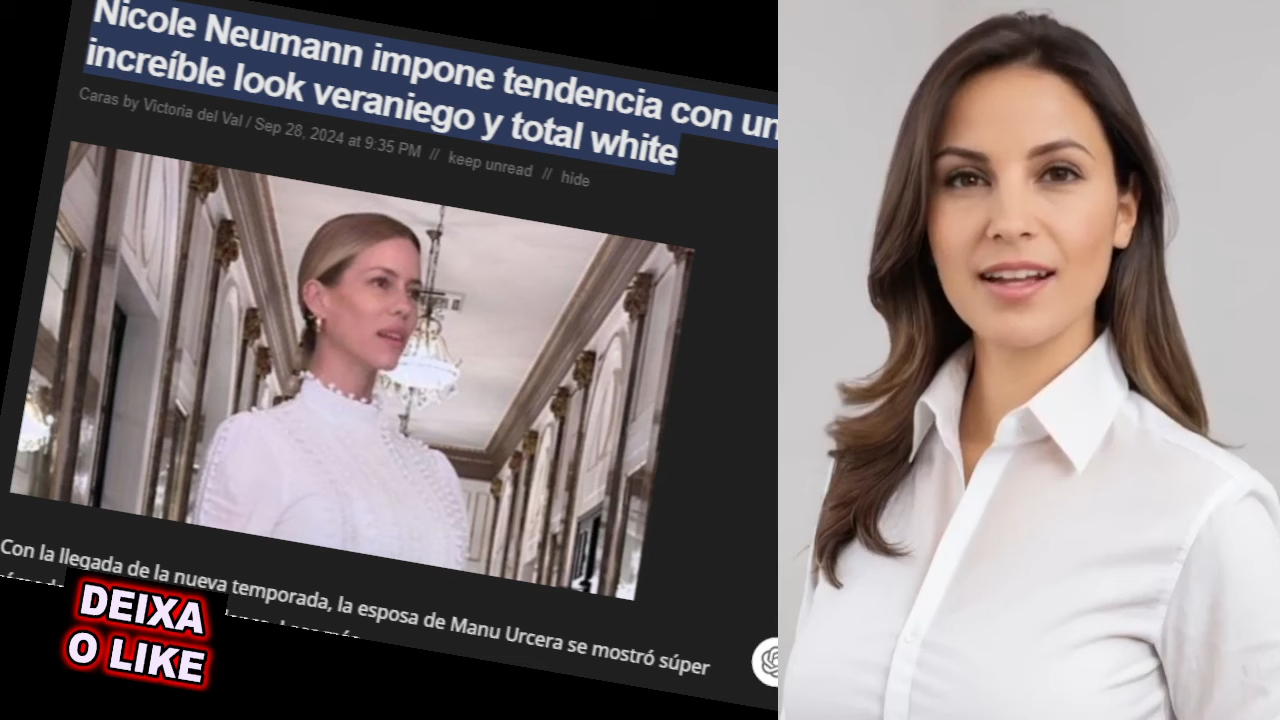 Nicole Neumann impone tendencia con un
increíble look veraniego y total white
Caras by Victoria del Val / Sep 28, 2024 at 9:35 PM // keep unread // hide
Con la llegada de la nueva temporada, la esposa de Manu Urcera se mostró súper
DEIXA
O LIKE